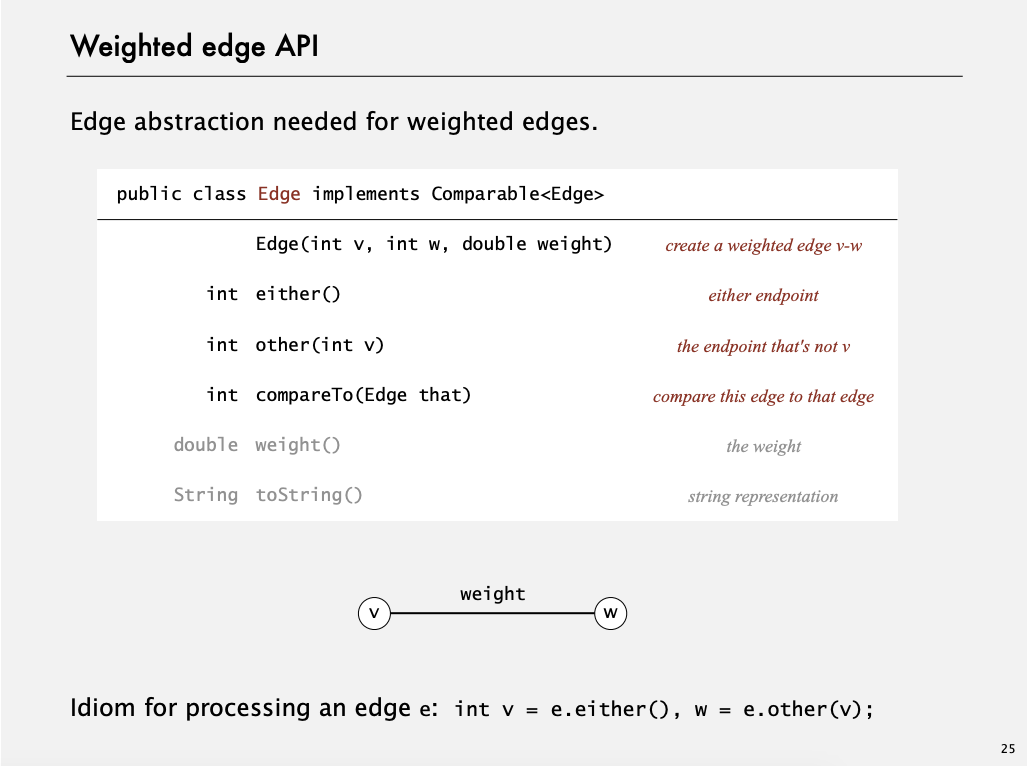 Weighted edge API
Edge abstraction needed for weighted edges.
public class Edge implements Comparable<Edge>
Edge(int v, int w, double weight) create a weighted edge v-w
int either() either endpoint
int other(int v) the endpoint that's not v
int compareTo(Edge that) compare this edge to that edge
double weight() the weight
String toString() string representation
weight
v w
Idiom for processing an edge e: int v = e.either(), w = e.other(v);
25